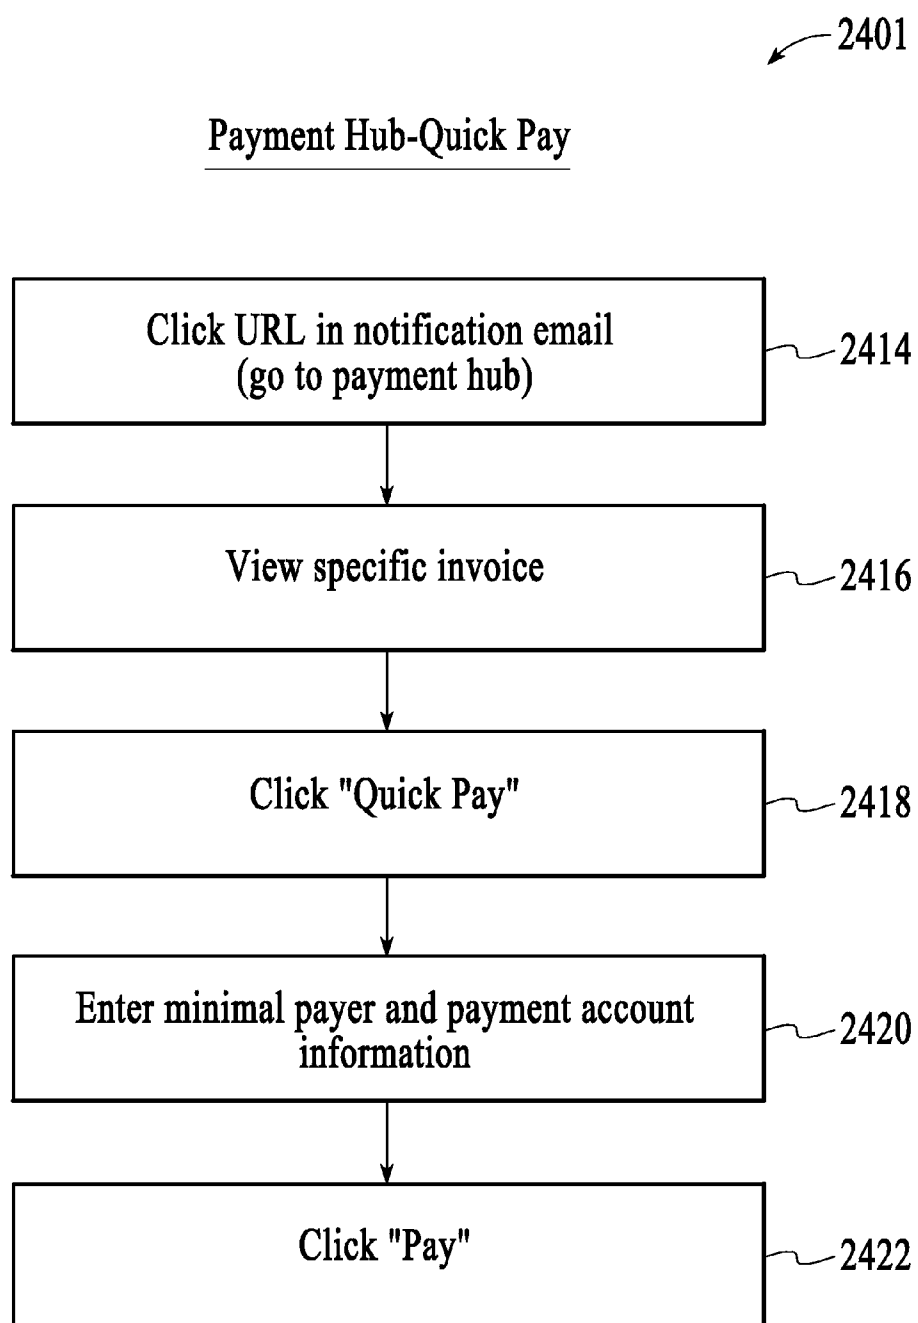 2401
Payment Hub-Quick Pay
Click URL in notification email
(go to payment hub)
2414
View specific invoice
2416
Click "Quick Pay"
2418
Enter minimal payer and payment account
information
2420
Click "Pay"
2422